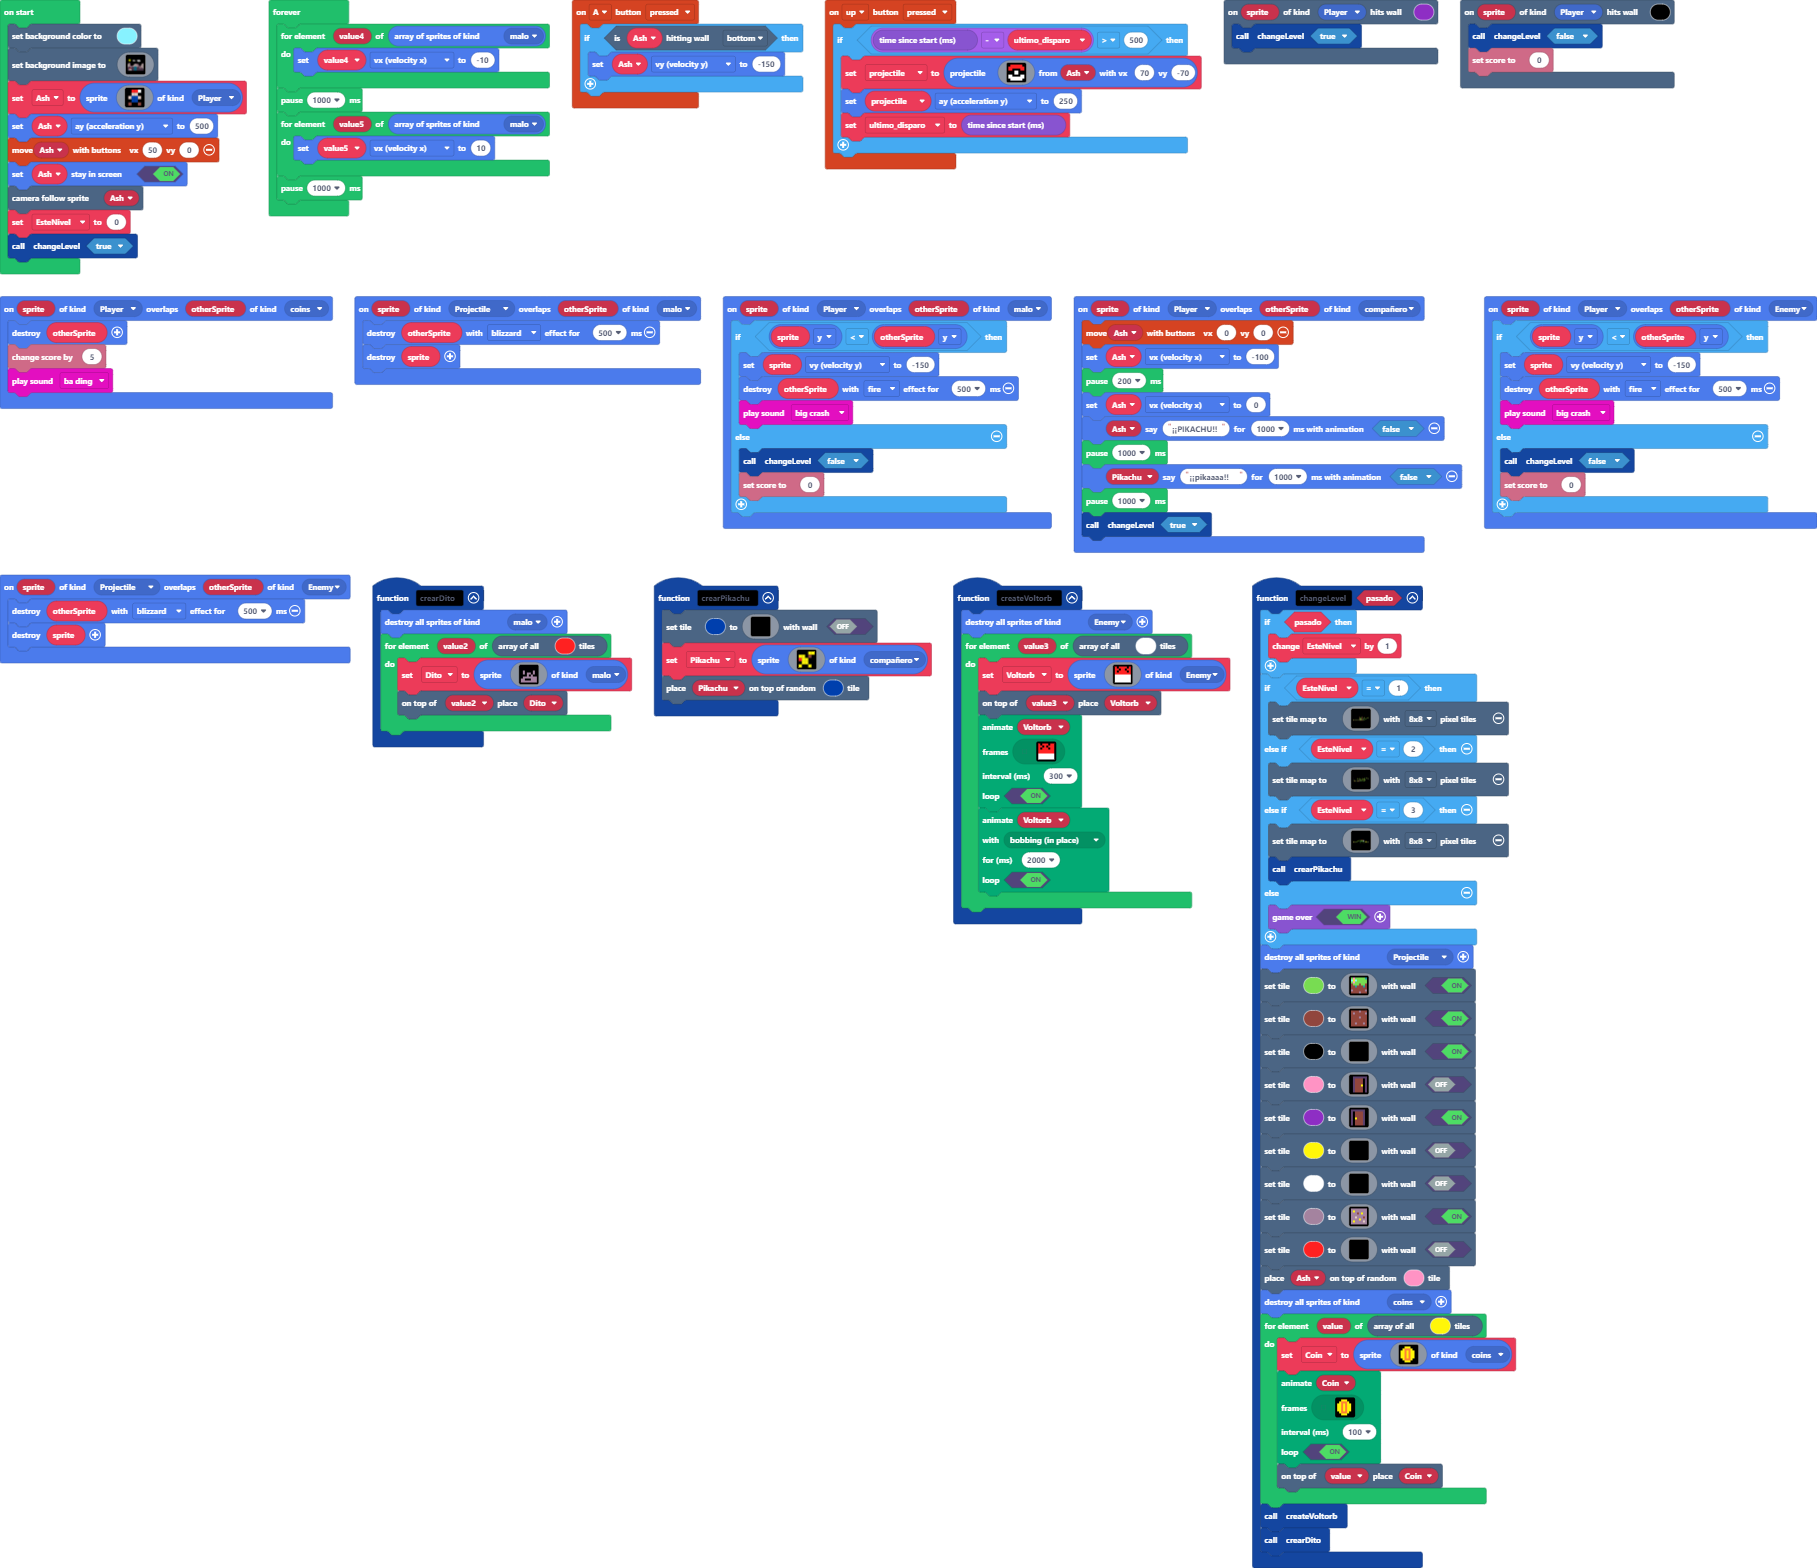 on start
set background color to
set background image to
set Ash to sprite of kind Player
set Ash ay (acceleration y) to 500
move Ash with buttons vx 50 vy 0
set Ash stay in screen ON
camera follow sprite Ash
set EsteNivel to 0
call changeLevel true
forever
for element value4 of array of sprites of kind malo
do set value4 vx (velocity x) to -10
pause 1000 ms
for element value5 of array of sprites of kind malo
do set value5 vx (velocity x) to 10
pause 1000 ms
on A button pressed
if is Ash hitting wall bottom then
set Ash vy (velocity y) to -150
on up button pressed
if time since start (ms) - ultimo_disparo > 500 then
set projectile to projectile from Ash with vx 70 vy -70
set projectile ay (acceleration y) to 250
set ultimo_disparo to time since start (ms)
on sprite of kind Player hits wall
call changeLevel true
on sprite of kind Player hits wall
call changeLevel false
set score to 0
on sprite of kind Player overlaps otherSprite of kind coins
destroy otherSprite
change score by 5
play sound ba ding
on sprite of kind Projectile overlaps otherSprite of kind malo
destroy otherSprite with blizzard effect for 500 ms
destroy sprite
on sprite of kind Player overlaps otherSprite of kind malo
if sprite y < otherSprite y then
set sprite vy (velocity y) to -150
destroy otherSprite with fire effect for 500 ms
play sound big crash
else
call changeLevel false
set score to 0
on sprite of kind Player overlaps otherSprite of kind compañero
move Ash with buttons vx 0 vy 0
set Ash vx (velocity x) to -100
pause 200 ms
set Ash vx (velocity x) to 0
Ash say "¡¡PIKACHU!! " for 1000 ms with animation false
pause 1000 ms
Pikachu say "¡¡pikaaaa!! " for 1000 ms with animation false
pause 1000 ms
call changeLevel true
on sprite of kind Player overlaps otherSprite of kind Enemy
if sprite y < otherSprite y then
set sprite vy (velocity y) to -150
destroy otherSprite with fire effect for 500 ms
play sound big crash
else
call changeLevel false
set score to 0
on sprite of kind Projectile overlaps otherSprite of kind Enemy
destroy otherSprite with blizzard effect for 500 ms
destroy sprite
function crearDito
destroy all sprites of kind malo
for element value2 of array of all tiles
do set Dito to sprite of kind malo
on top of value2 place Dito
function crearPikachu
set tile to with wall OFF
set Pikachu to sprite of kind compañero
place Pikachu on top of random tile
function createVoltorb
destroy all sprites of kind Enemy
for element value3 of array of all tiles
do
set Voltorb to sprite of kind Enemy
on top of value3 place Voltorb
animate Voltorb
frames
interval (ms) 300
loop ON
animate Voltorb
with bobbing (in place)
for (ms) 2000
loop ON
function changeLevel pasado
if pasado then
change EsteNivel by 1
if EsteNivel = 1 then
set tile map to with 8x8 pixel tiles
else if EsteNivel = 2 then
set tile map to with 8x8 pixel tiles
else if EsteNivel = 3 then
set tile map to with 8x8 pixel tiles
call crearPikachu
else
game over WIN
destroy all sprites of kind Projectile
set tile to with wall ON
set tile to with wall ON
set tile to with wall ON
set tile to with wall OFF
set tile to with wall ON
set tile to with wall OFF
set tile to with wall OFF
set tile to with wall ON
set tile to with wall OFF
place Ash on top of random tile
destroy all sprites of kind coins
for element value of array of all tiles
do set Coin to sprite of kind coins
animate Coin
frames
interval (ms) 100
loop ON
on top of value place Coin
call createVoltorb
call crearDito